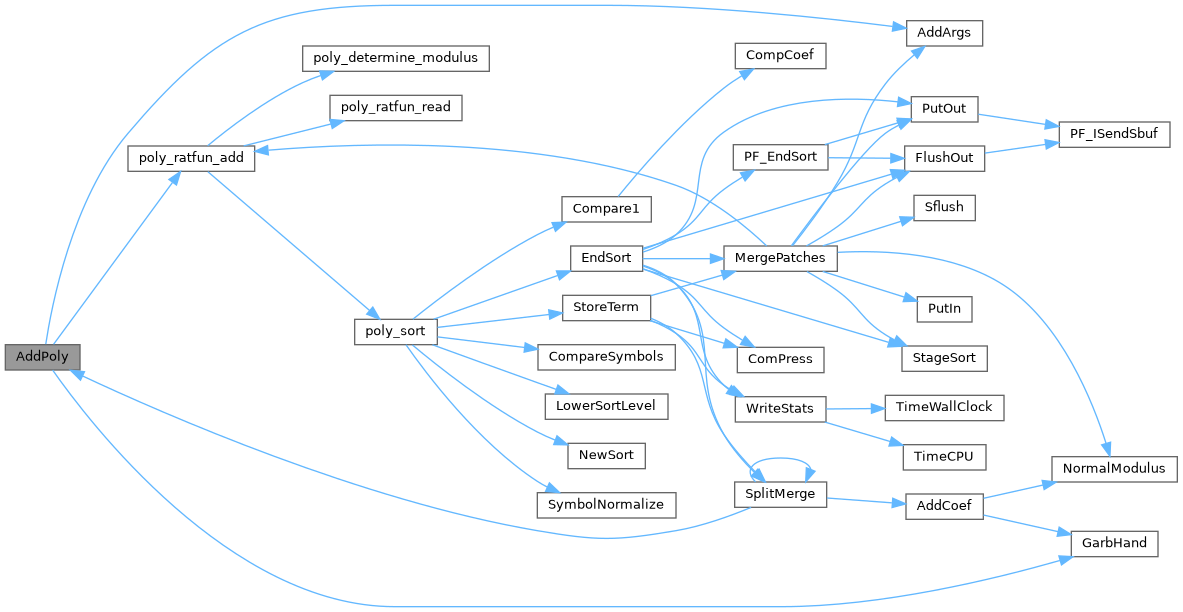 AddPoly
poly_ratfun_add
AddArgs
poly_determine_modulus
poly_ratfun_read
poly_sort
Compare1
CompCoef
EndSort
StoreTerm
CompareSymbols
LowerSortLevel
NewSort
SymbolNormalize
PF_EndSort
MergePatches
ComPress
WriteStats
SplitMerge
PutOut
FlushOut
Sflush
PutIn
StageSort
TimeWallClock
TimeCPU
AddCoef
PF_ISendSbuf
NormalModulus
GarbHand